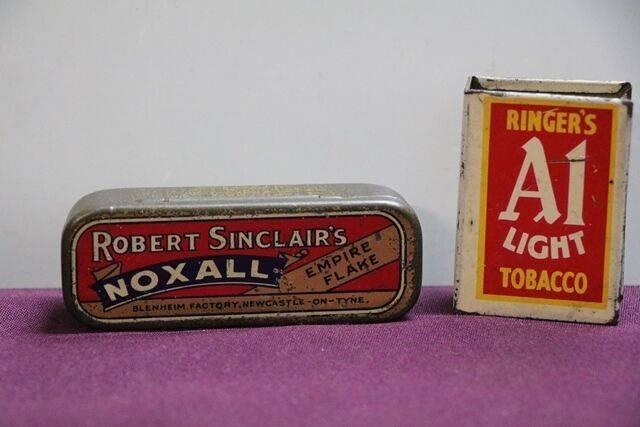 ROBERT SINCLAIR'S
NOXALL
EMPIRE
FLAKE
BLENHEIM FACTORY, NEWCASTLE-ON-TYNE.
RINGER'S
A1
LIGHT
TOBACCO